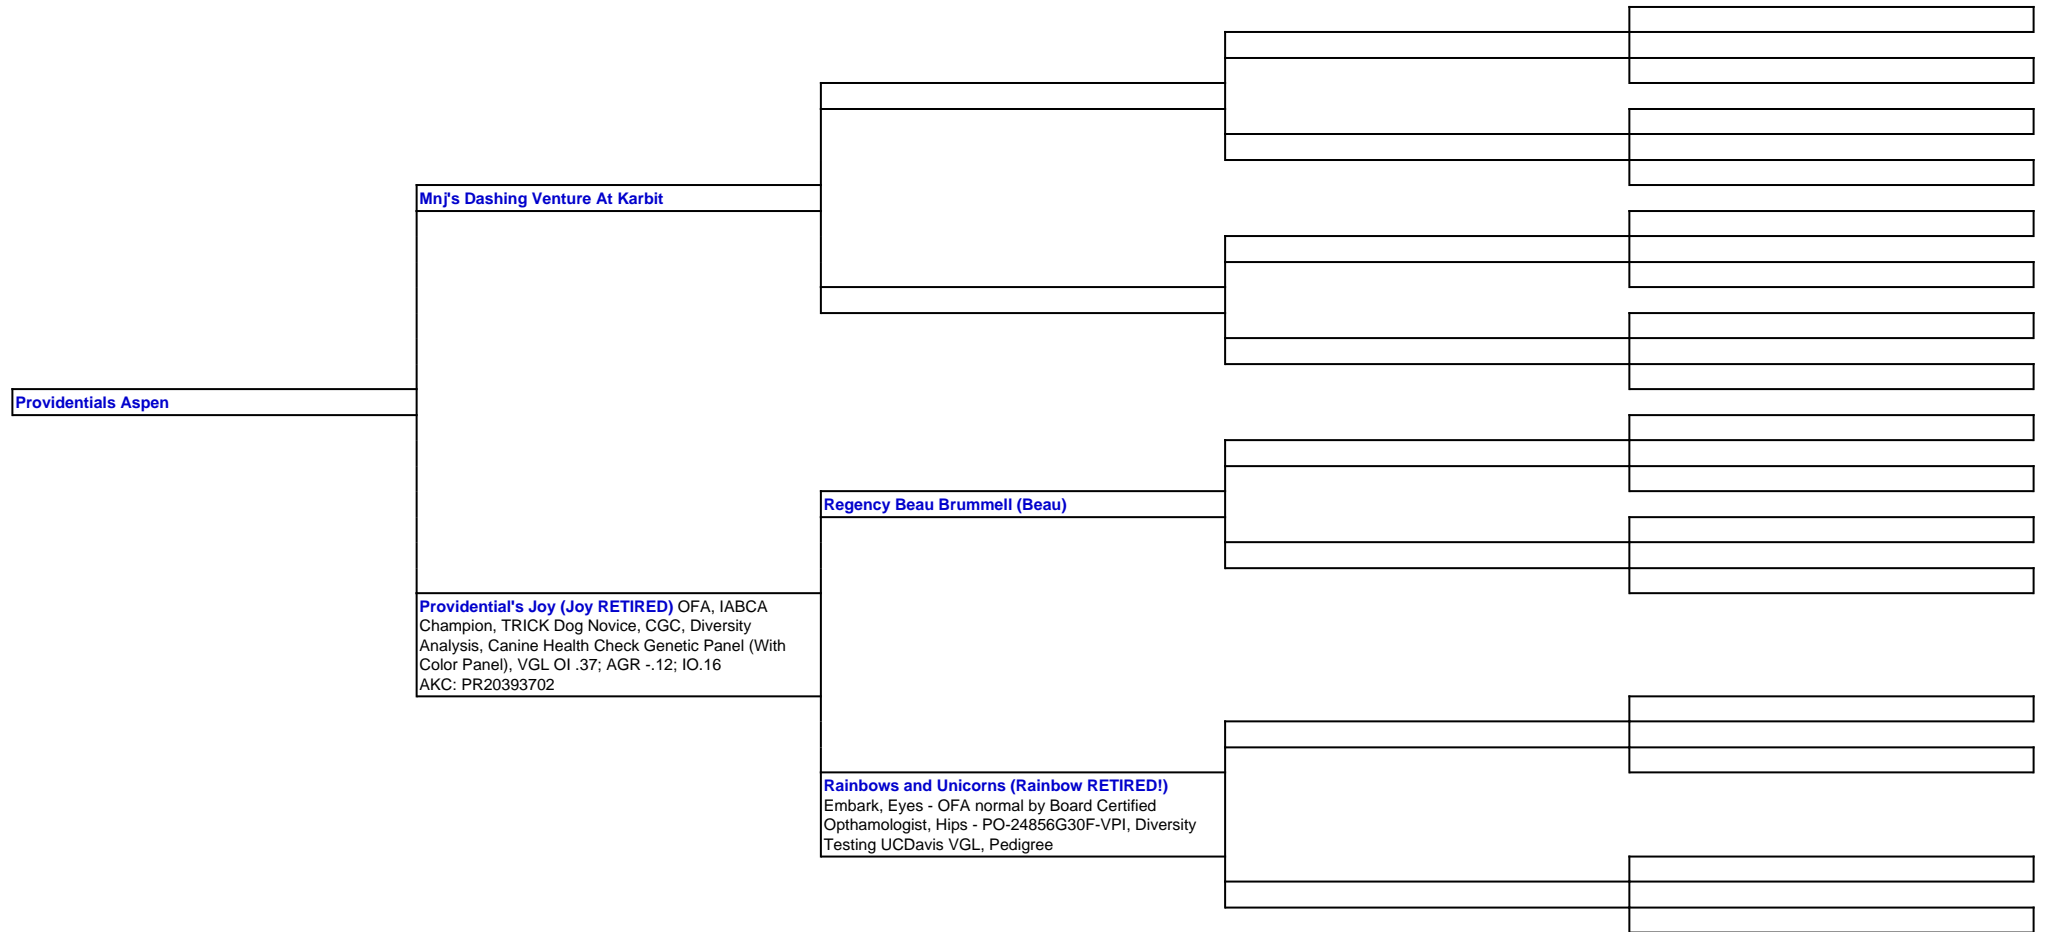 Mnj's Dashing Venture At Karbit
Providentials Aspen
Regency Beau Brummell (Beau)
Providential's Joy (Joy RETIRED) OFA, IABCA
Champion, TRICK Dog Novice, CGC, Diversity
Analysis, Canine Health Check Genetic Panel (With
Color Panel), VGL OI .37; AGR -.12; IO.16
AKC: PR20393702
Rainbows and Unicorns (Rainbow RETIRED!)
Embark, Eyes - OFA normal by Board Certified
Opthamologist, Hips - PO-24856G30F-VPI, Diversity
Testing UCDavis VGL, Pedigree